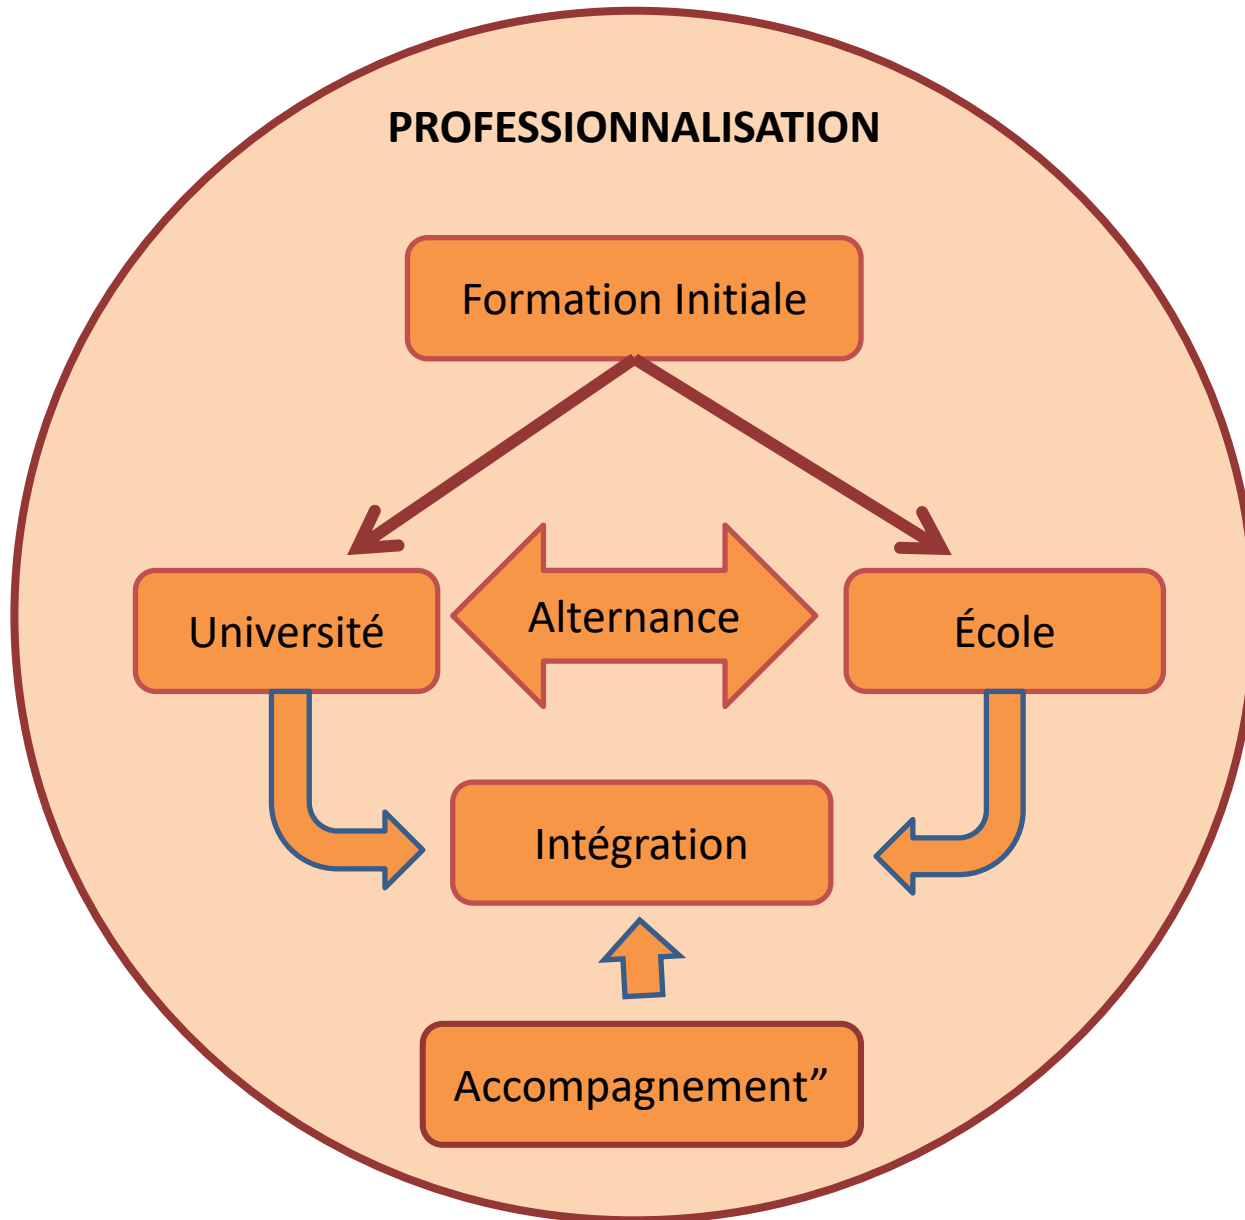 PROFESSIONNALISATION
Formation Initiale
Université
Alternance
École
Intégration
Accompagnement”